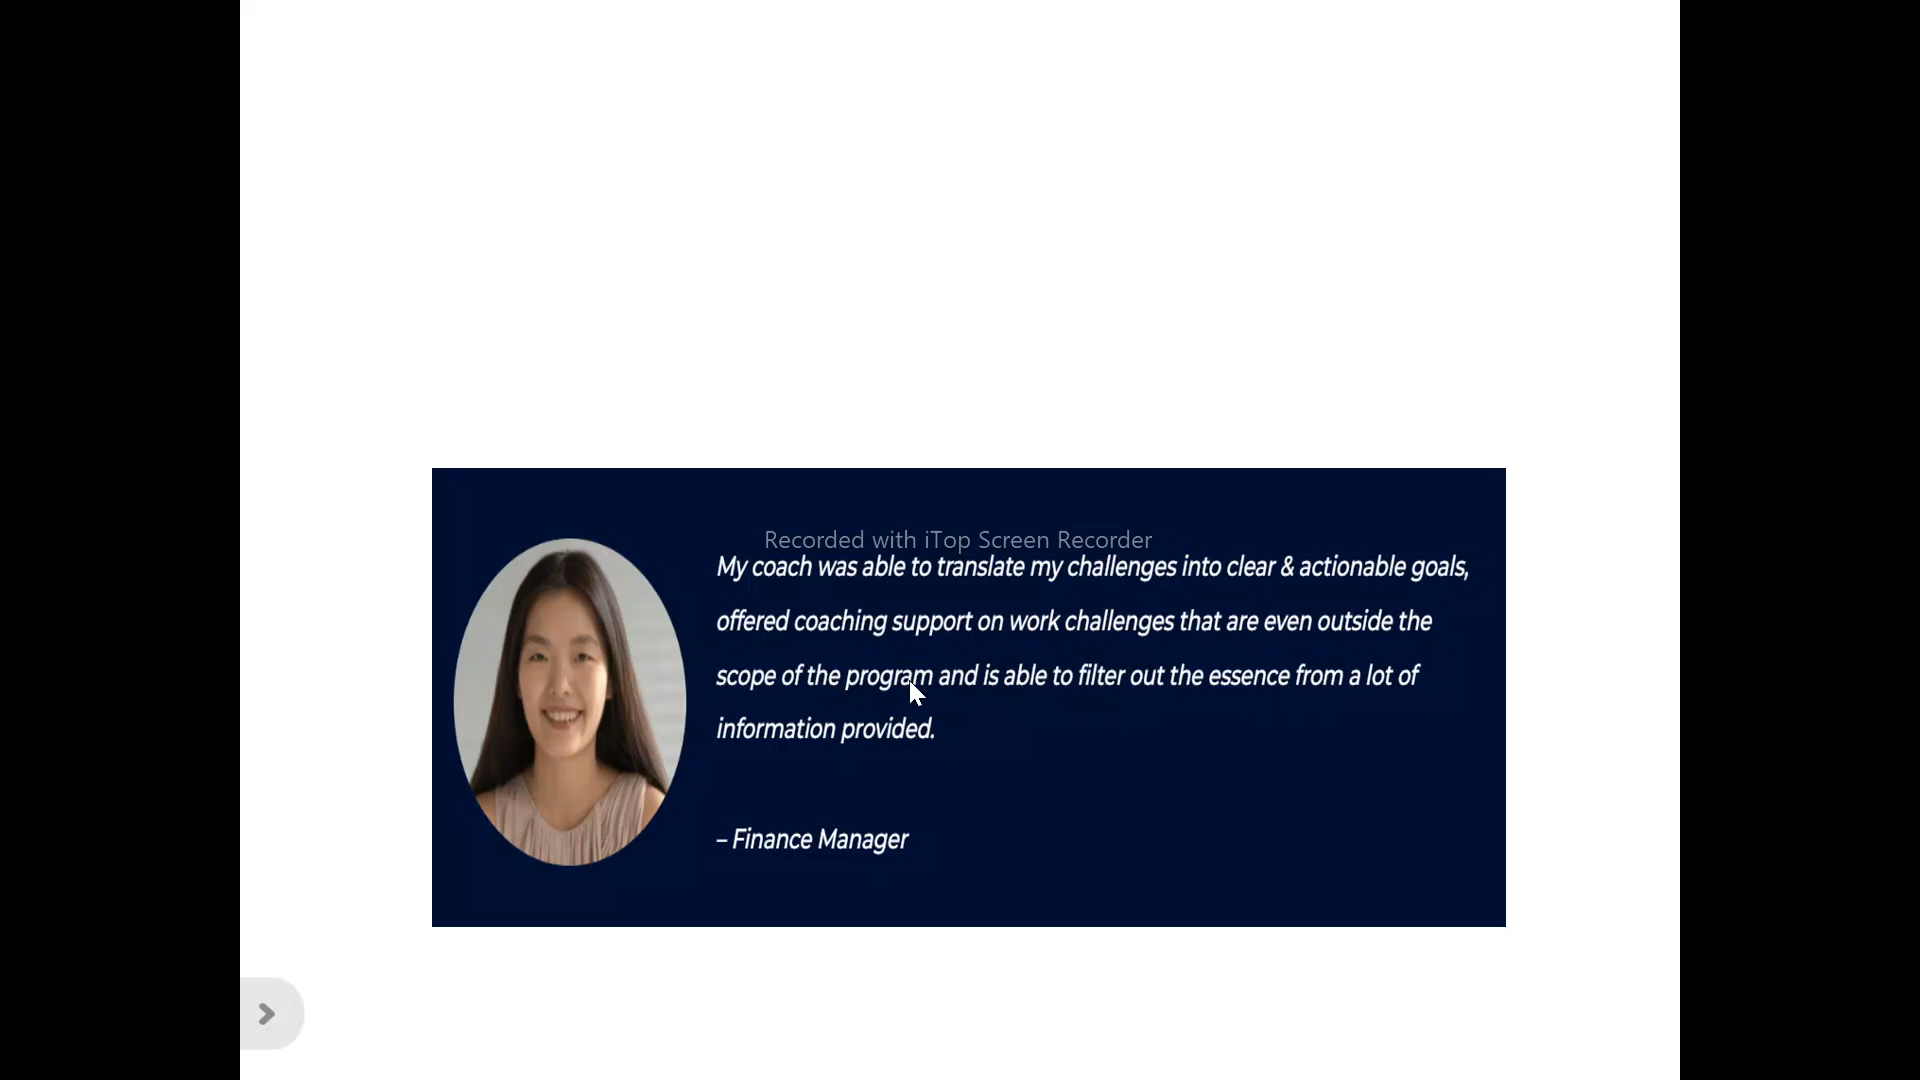 Recorded with iTop Screen Recorder
My coach was able to translate my challenges into clear & actionable goals,
offered coaching support on work challenges that are even outside the
scope of the program and is able to filter out the essence from a lot of
information provided.
– Finance Manager